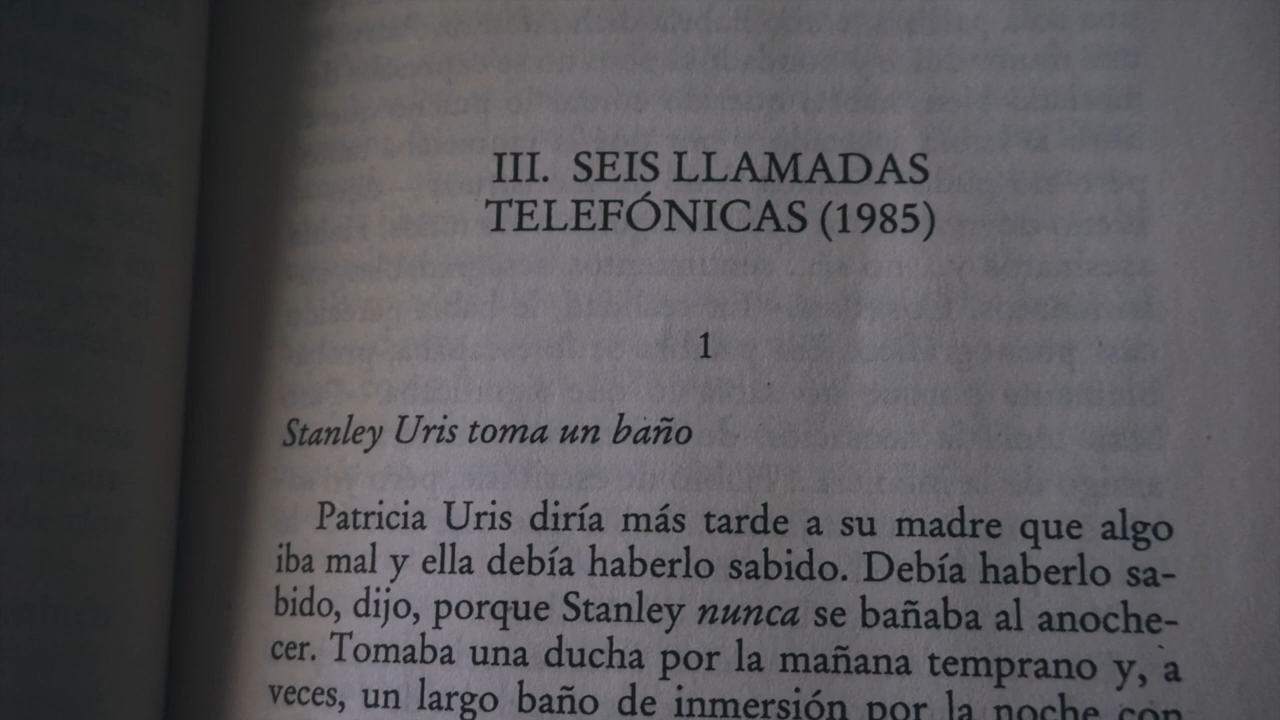 III. SEIS LLAMADAS
TELEFÓNICAS (1985)
1
Stanley Uris toma un baño
Patricia Uris diría más tarde a su madre que algo
iba mal y ella debía haberlo sabido. Debía haberlo sa-
bido, dijo, porque Stanley nunca se bañaba al anoche-
cer. Tomaba una ducha por la mañana temprano y, a
veces, un largo baño de inmersión por la noche con